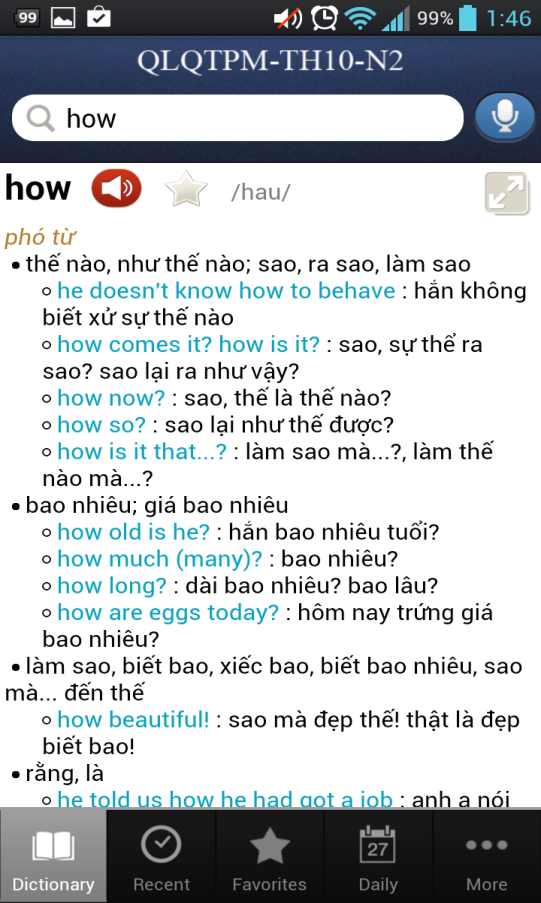 99 99% 1:46
QLQTPM-TH10-N2
how
how /hau/
phó từ
• thế nào, như thế nào; sao, ra sao, làm sao
he doesn't know how to behave : hắn không
biết xử sự thế nào
how comes it? how is it? : sao, sự thể ra
sao? sao lại ra như vậy?
how now? : sao, thế là thế nào?
how so? : sao lại như thế được?
how is it that...? : làm sao mà...?, làm thế
nào mà...?
• bao nhiêu; giá bao nhiêu
how old is he? : hắn bao nhiêu tuổi?
how much (many)? : bao nhiêu?
how long? : dài bao nhiêu? bao lâu?
how are eggs today? : hôm nay trứng giá
bao nhiêu?
• làm sao, biết bao, xiếc bao, biết bao nhiêu, sao
mà... đến thế
how beautiful! : sao mà đẹp thế! thật là đẹp
biết bao!
• rằng, là
he told us how he had got a job : anh a nói
27
Dictionary Recent Favorites Daily More